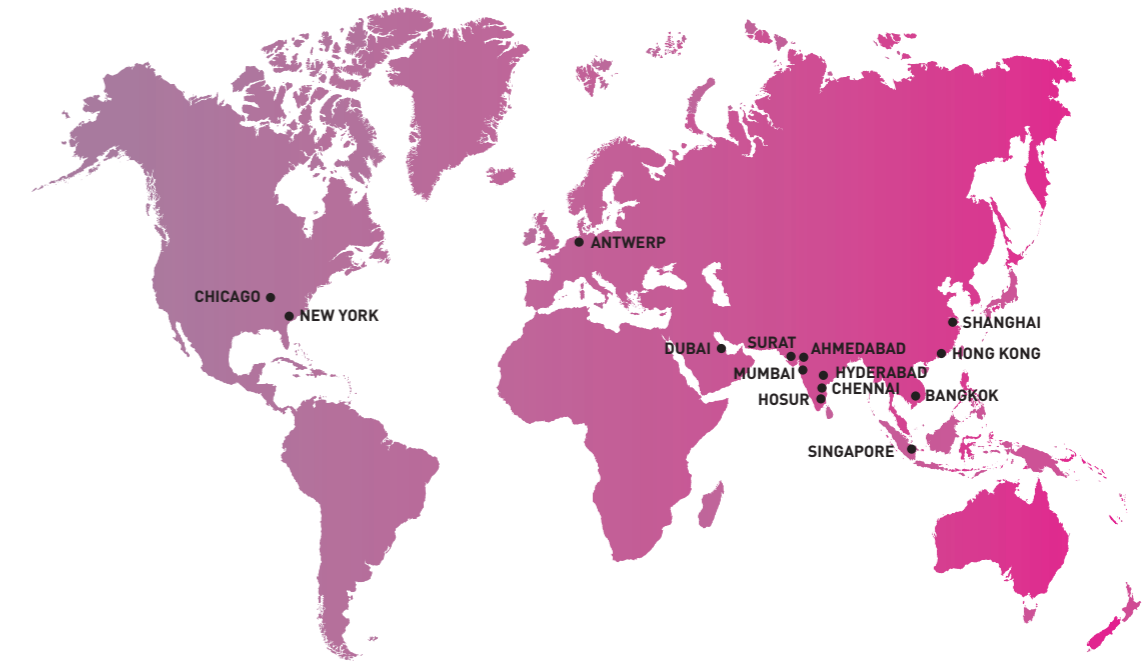 ANTWERP
CHICAGO
NEW YORK
SHANGHAI
SURAT
DUBAI
AHMEDABAD
HONG KONG
MUMBAI
HYDERABAD
CHENNAI
HOSUR
BANGKOK
SINGAPORE